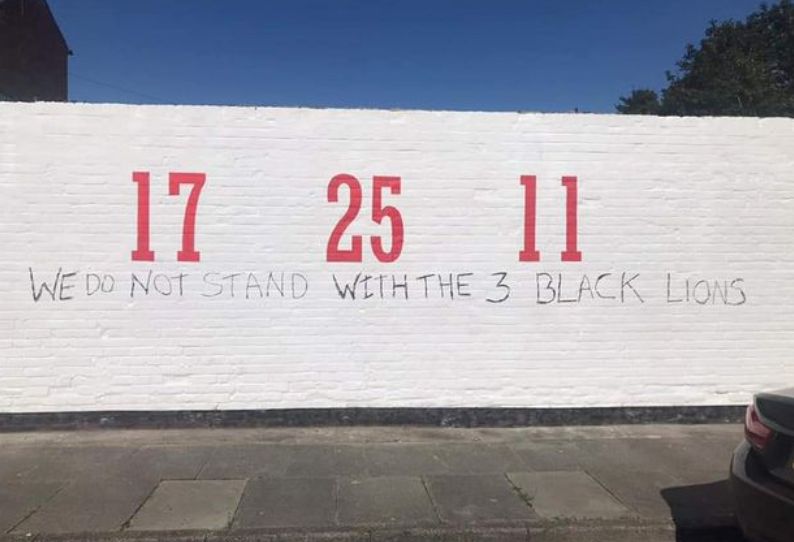 17 25 11
WE DO NOT STAND WITH THE 3 BLACK LIONS